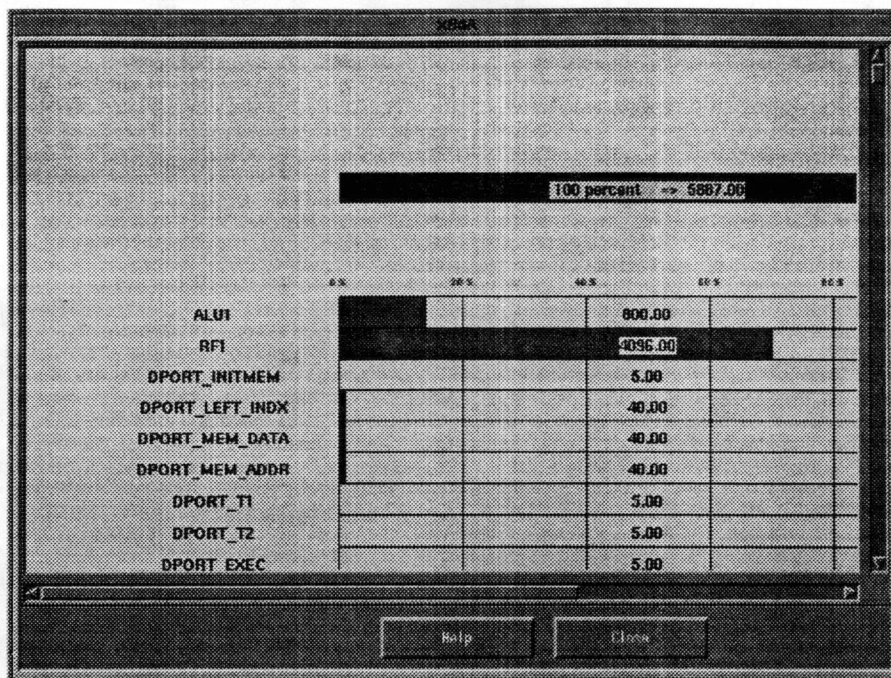 100 percent => 5887.00
0% 20% 40% 60% 80%
ALU1 800.00
RF1 4096.00
DPORT_INITMEM 5.00
DPORT_LEFT_INDX 40.00
DPORT_MEM_DATA 40.00
DPORT_MEM_ADDR 40.00
DPORT_T1 5.00
DPORT_T2 5.00
DPORT_EXEC 5.00
Help Close